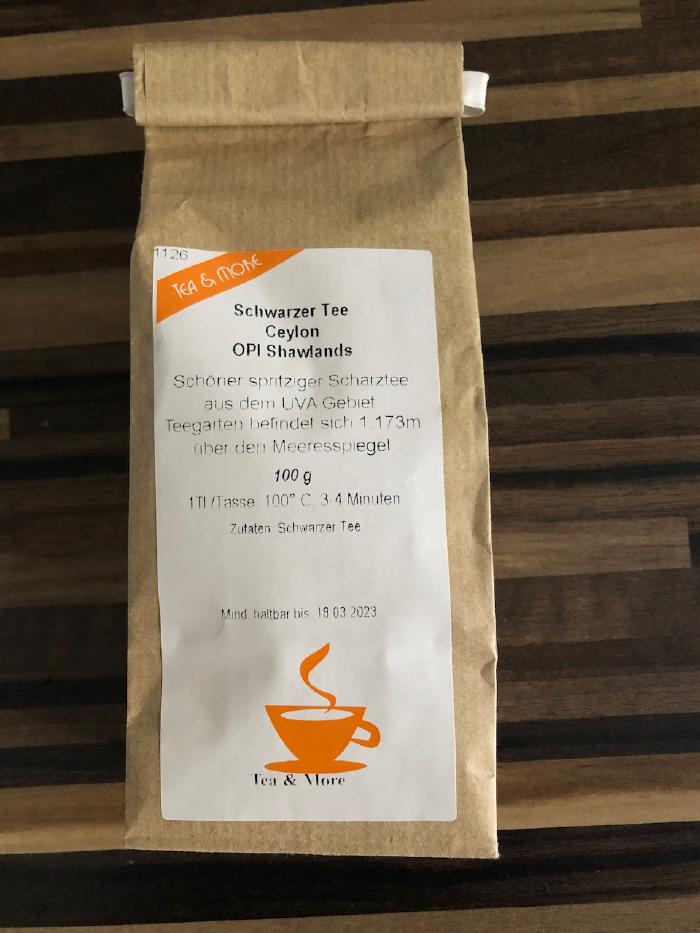 1126
TEA & MORE
Schwarzer Tee
Ceylon
OPI Shawlands
Schöner spritziger Scharztee
aus dem UVA Gebiet
Teegarten befindet sich 1.173m
über den Meeresspiegel
100 g
1Tl /Tasse 100° C, 3-4 Minuten
Zutaten: Schwarzer Tee
Mind. haltbar bis: 18.03.2023
Tea & More